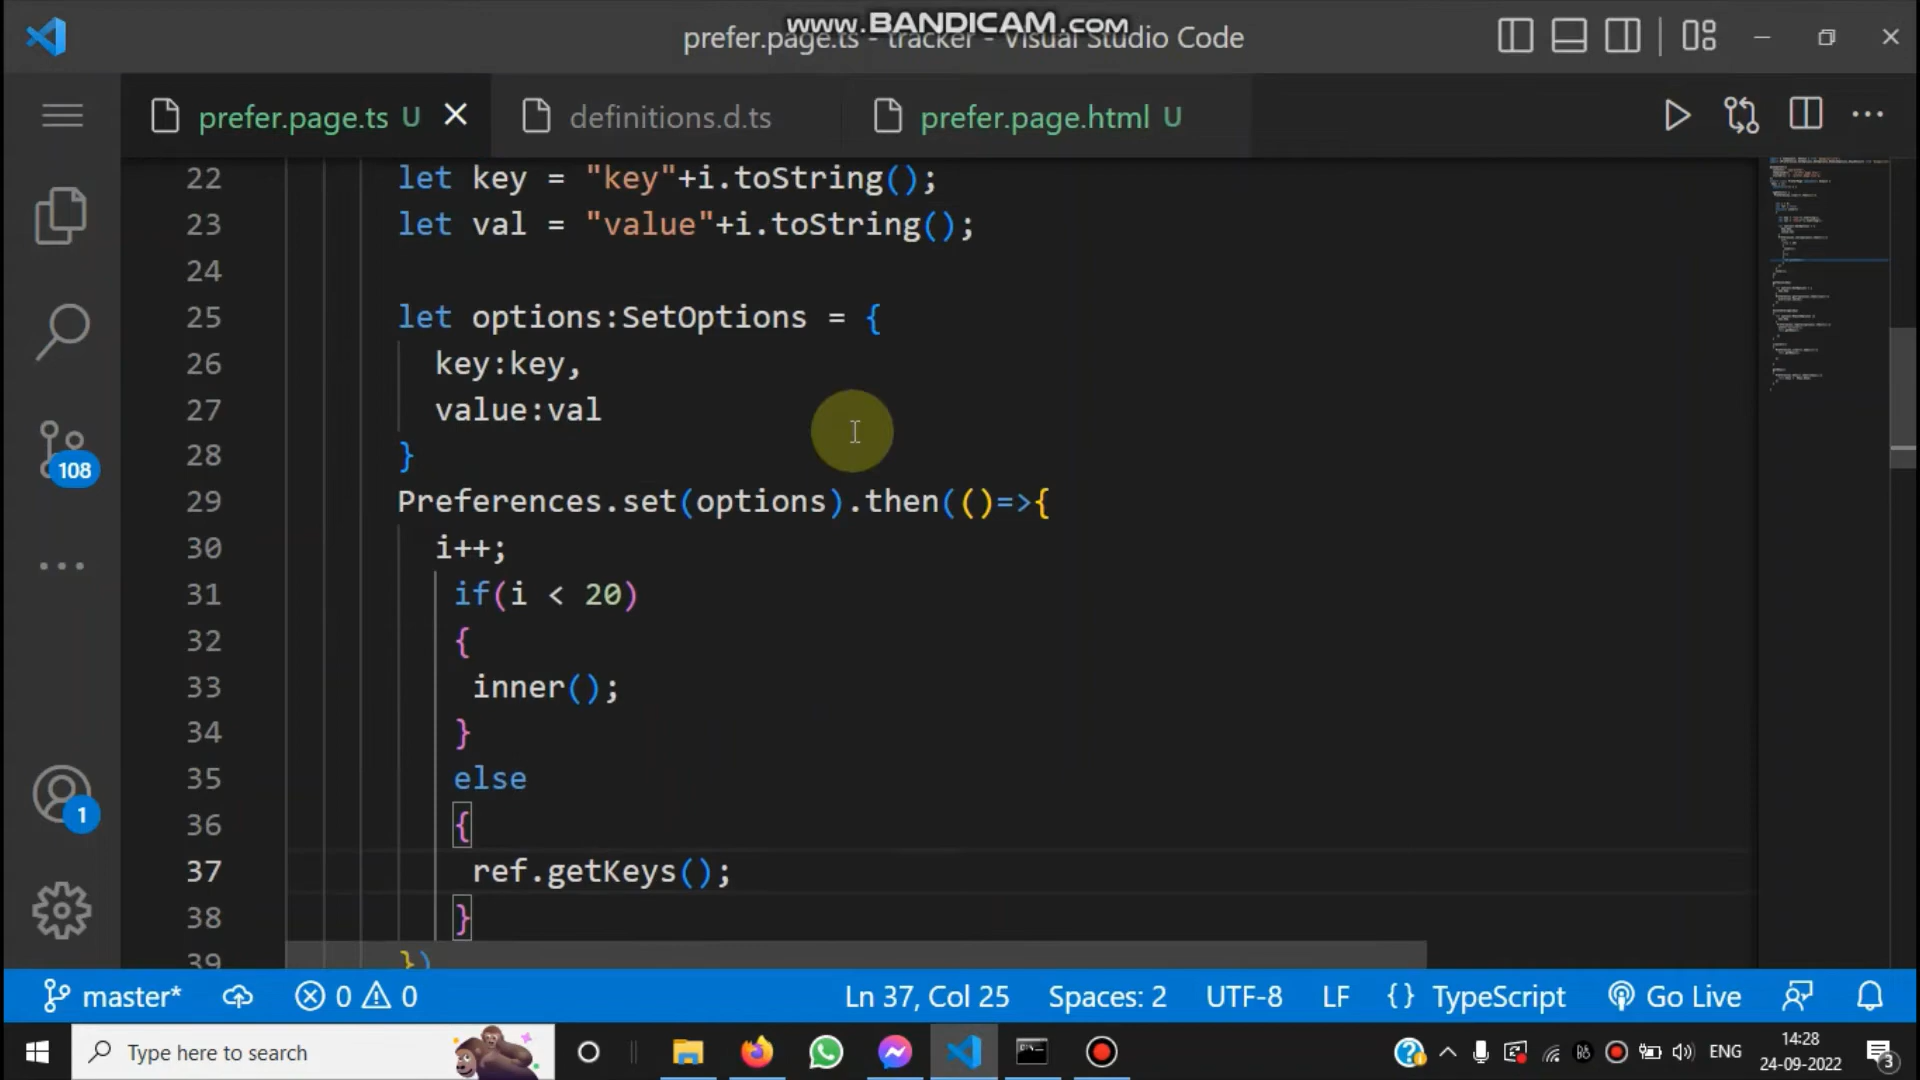 www.BANDICAM.com
prefer.page.ts - tracker - Visual Studio Code
prefer.page.ts U
definitions.d.ts
prefer.page.html U
22 let key = "key"+i.toString();
23 let val = "value"+i.toString();
24
25 let options:SetOptions = {
26 key:key,
27 value:val
28 }
29 Preferences.set(options).then(()=>{
30 i++;
31 if(i < 20)
32 {
33 inner();
34 }
35 else
36 {
37 ref.getKeys();
38 }
39 })
108
1
master* 0 0 Ln 37, Col 25 Spaces: 2 UTF-8 LF {} TypeScript Go Live
Type here to search
ENG
14:28
24-09-2022
3